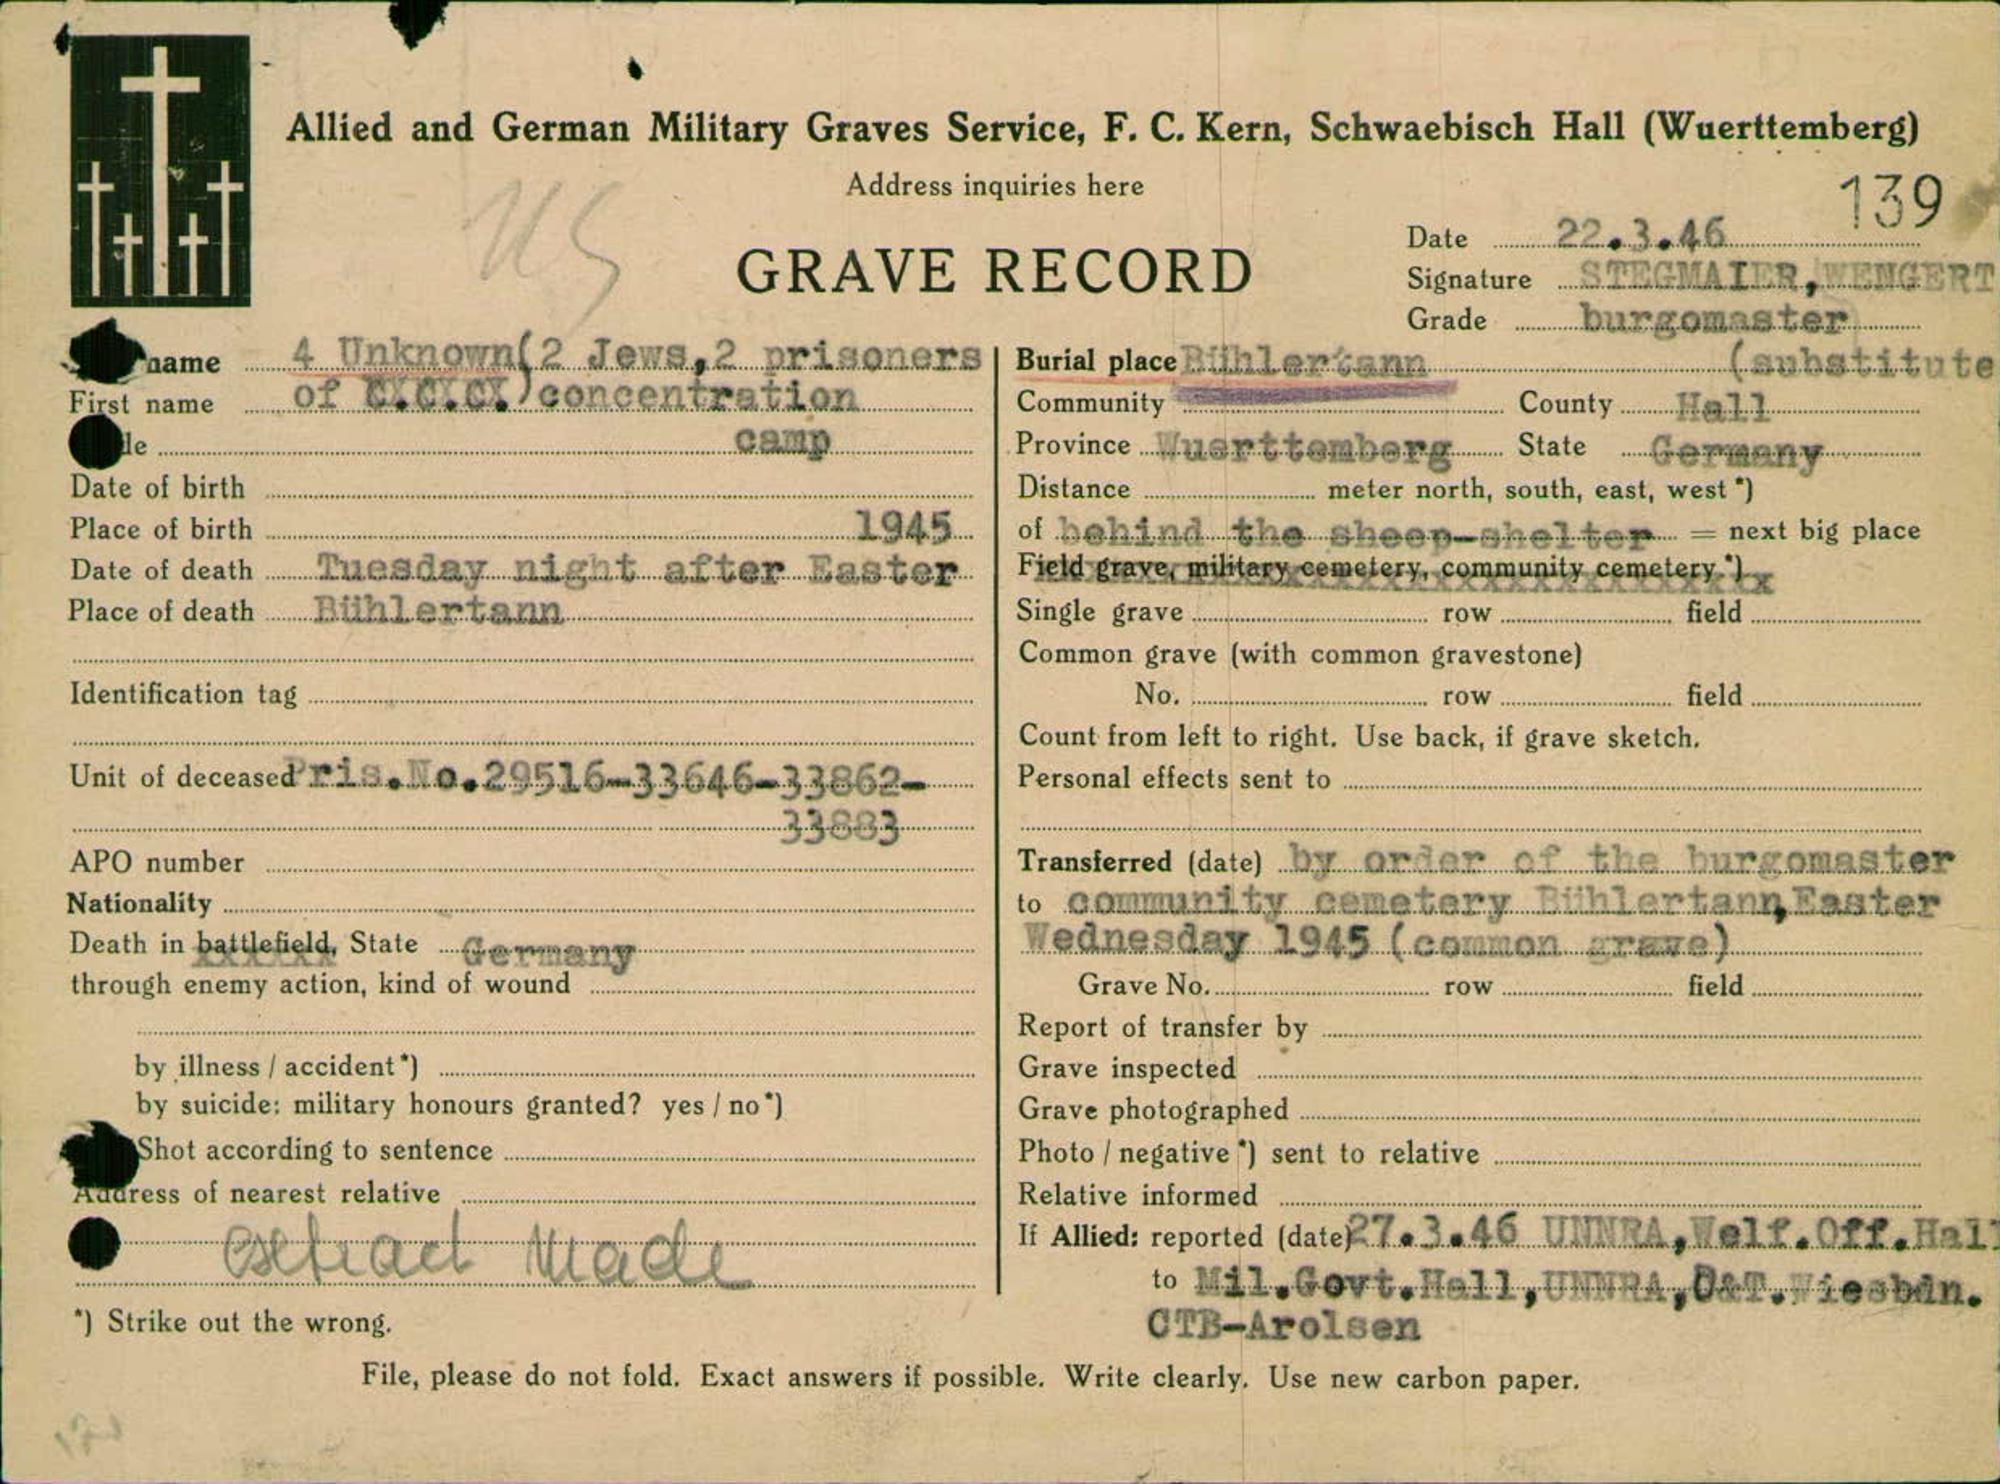 Allied and German Military Graves Service, F. C. Kern, Schwaebisch Hall (Wuerttemberg)
Address inquiries here
139
GRAVE RECORD
Date 22.3.46
Signature STEGMAIER, WENGERT
Grade burgomaster
(substitute
name 4 Unknown(2 Jews,2 prisoners
First name of C.C.)concentration
le camp
Date of birth
Place of birth 1945
Date of death Tuesday night after Easter
Place of death Bühlertann
Identification tag
Unit of deceased Pris.No.29516-33646-33862-
33883
APO number
Nationality
Death in battlefield, State Germany
through enemy action, kind of wound
by illness / accident*)
by suicide: military honours granted? yes / no*)
Shot according to sentence
Address of nearest relative
Made
*) Strike out the wrong.
Burial place Bühlertann
Community County Hall
Province Wuerttemberg State Germany
Distance meter north, south, east, west *)
of behind the sheep-shelter = next big place
Field grave, military cemetery, community cemetery *)
Single grave row field
Common grave (with common gravestone)
No. row field
Count from left to right. Use back, if grave sketch.
Personal effects sent to
Transferred (date) by order of the burgomaster
to community cemetery Bühlertann, Easter
Wednesday 1945 (common grave)
Grave No. row field
Report of transfer by
Grave inspected
Grave photographed
Photo / negative *) sent to relative
Relative informed
If Allied: reported (date) 27.3.46 UNNRA, Welf.Off.Hall
to Mil.Govt.Hall, UNNRA, D&T.Wiesbdn.
CTB-Arolsen
File, please do not fold. Exact answers if possible. Write clearly. Use new carbon paper.